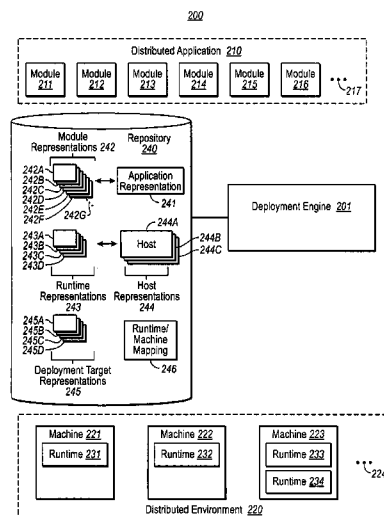 200
Distributed Application 210
Module 211
Module 212
Module 213
Module 214
Module 215
Module 216
217
Module Representations 242
Repository 240
242A
242B
242C
242D
242E
242F
242G
Application Representation 241
Deployment Engine 201
244A
243A
243B
243C
243D
Host
244B
244C
Runtime Representations 243
Host Representations 244
245A
245B
245C
245D
Deployment Target Representations 245
Runtime/ Machine Mapping 246
Machine 221
Runtime 231
Machine 222
Runtime 232
Machine 223
Runtime 233
Runtime 234
224
Distributed Environment 220